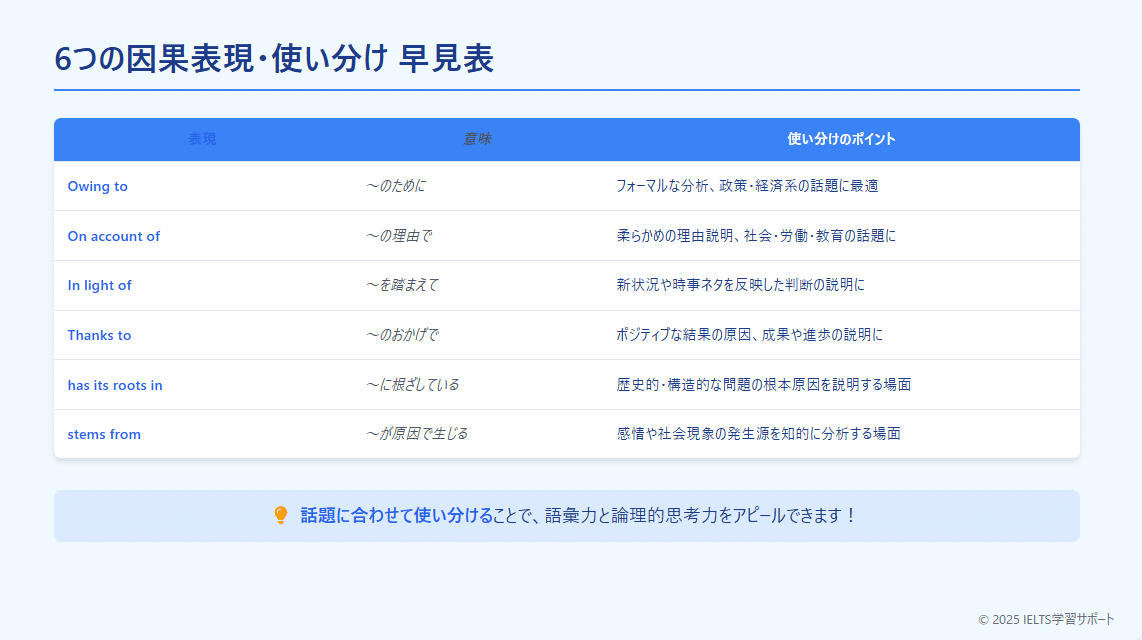 6つの因果表現・使い分け 早見表
表現 意味 使い分けのポイント
Owing to ～のために フォーマルな分析、政策・経済系の話題に最適
On account of ～の理由で 柔らかめの理由説明、社会・労働・教育の話題に
In light of ～を踏まえて 新状況や時事ネタを反映した判断の説明に
Thanks to ～のおかげで ポジティブな結果の原因、成果や進歩の説明に
has its roots in ～に根ざしている 歴史的・構造的な問題の根本原因を説明する場面
stems from ～が原因で生じる 感情や社会現象の発生源を知的に分析する場面
話題に合わせて使い分けることで、語彙力と論理的思考力をアピールできます！
© 2025 IELTS学習サポート